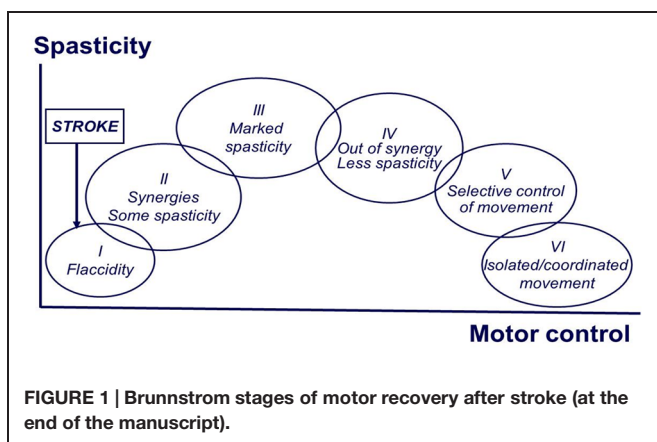 Spasticity
STROKE
I
Flaccidity
II
Synergies
Some spasticity
III
Marked
spasticity
IV
Out of synergy
Less spasticity
V
Selective control
of movement
VI
Isolated/coordinated
movement
Motor control
FIGURE 1 | Brunnstrom stages of motor recovery after stroke (at the
end of the manuscript).